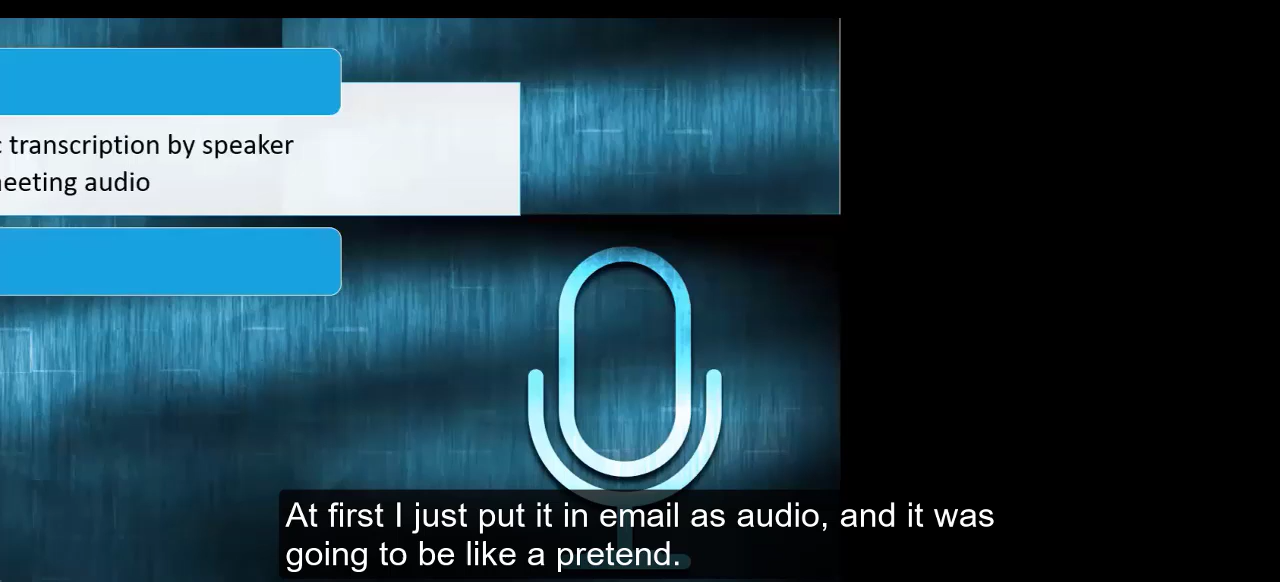 transcription by speaker
audio
At first I just put it in email as audio, and it was
going to be like a pretend.